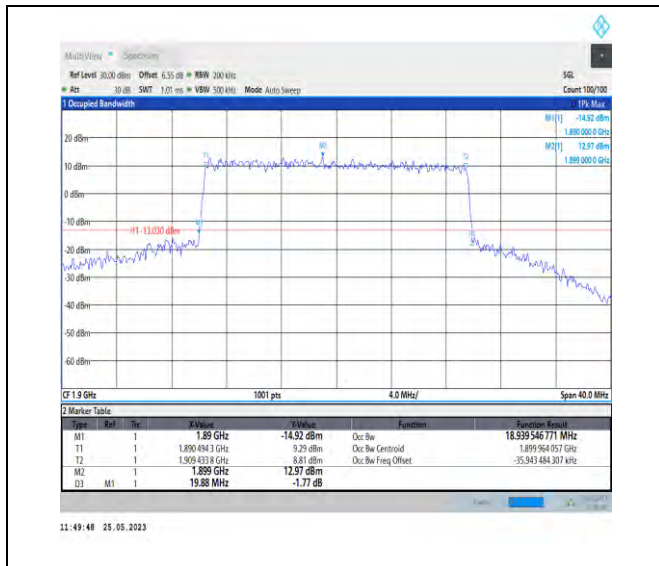 MultiView Spectrum
Ref Level 30.00 dBm Offset 6.55 dB RBW 200 kHz SGL
Att 30 dB SWT 1.01 ms VBW 500 kHz Mode Auto Sweep Count 100/100
1 Occupied Bandwidth 1Pk Max
M1[1] -14.92 dBm
1.890 000 0 GHz
M2[1] 12.97 dBm
1.899 000 0 GHz
20 dBm
10 dBm
0 dBm
-10 dBm
H1 -13.030 dBm
-20 dBm
-30 dBm
-40 dBm
-50 dBm
-60 dBm
M1
M2
T1
CF 1.9 GHz 1001 pts 4.0 MHz/ Span 40.0 MHz
2 Marker Table
Type Ref Trc X-Value Y-Value Function Function Result
M1 1 1.89 GHz -14.92 dBm Occ Bw 18.939 546 771 MHz
T1 1 1.890 494 3 GHz 9.29 dBm Occ Bw Centroid 1.899 964 057 GHz
T2 1 1.909 433 8 GHz 8.81 dBm Occ Bw Freq Offset -35.943 484 307 kHz
M2 1 1.899 GHz 12.97 dBm
D3 M1 1 19.88 MHz -1.77 dB
11:49:48 25.05.2023